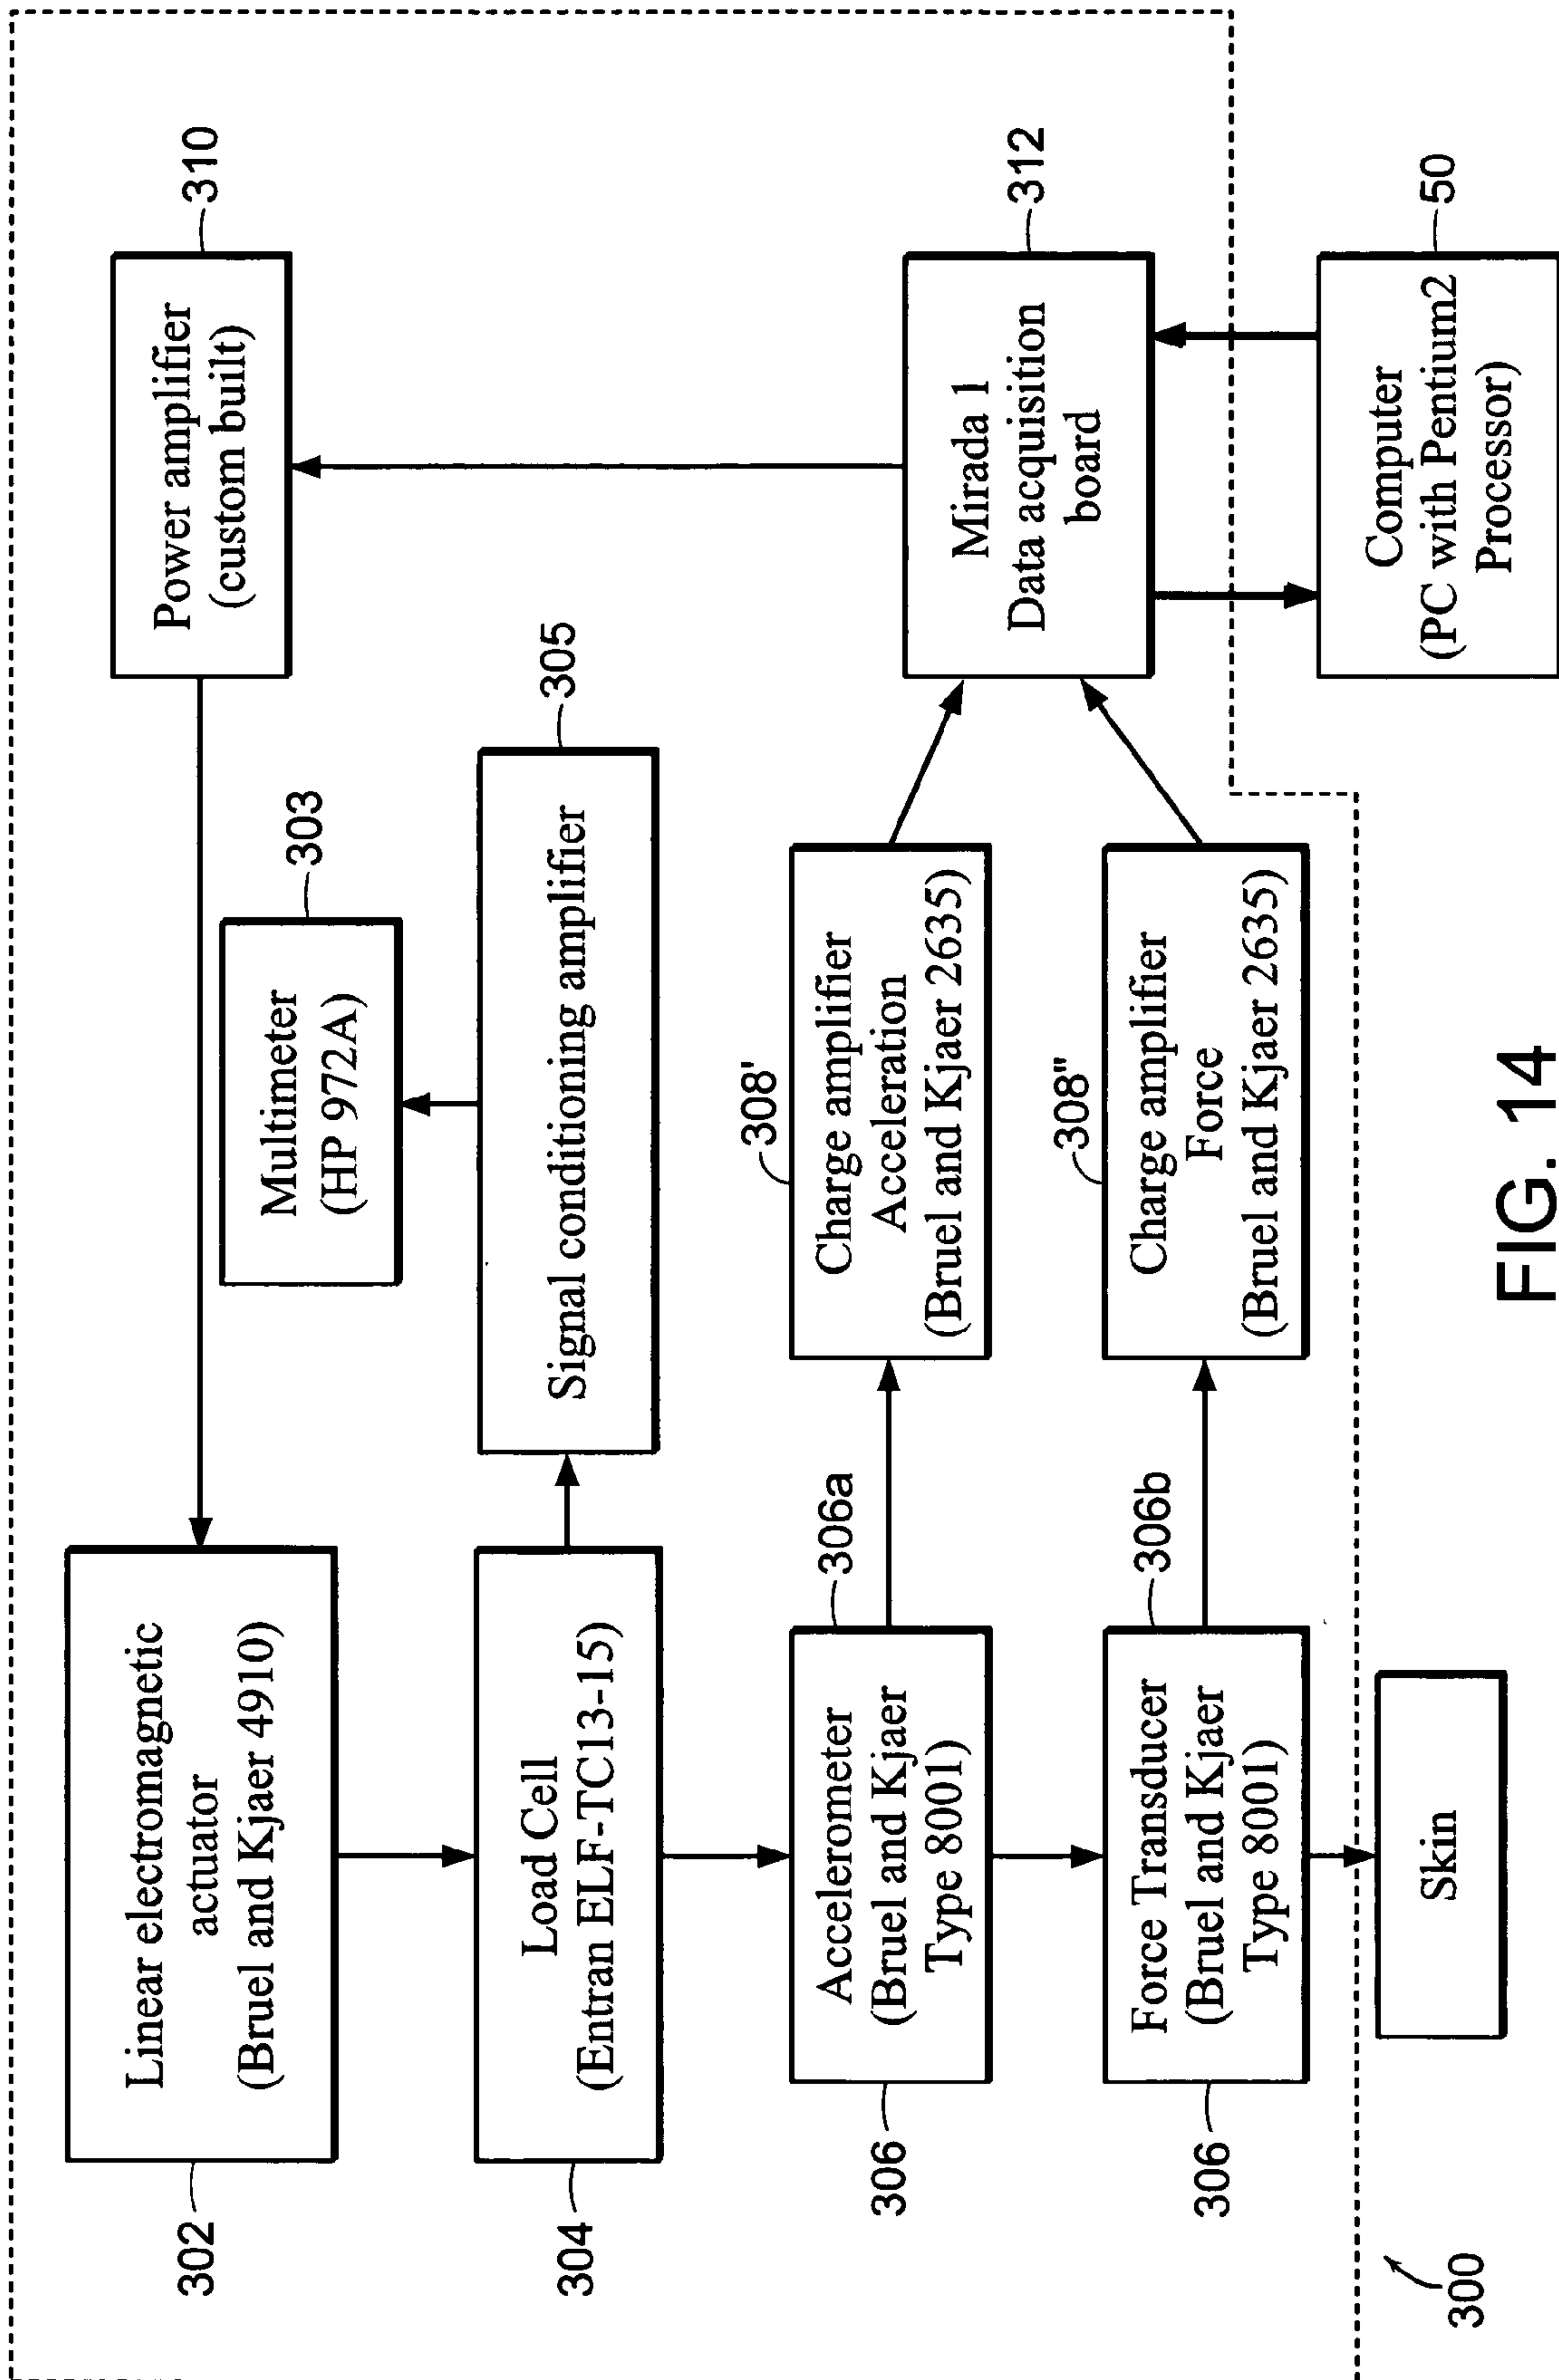 302
Linear electromagnetic
actuator
(Bruel and Kjaer 4910)
310
Power amplifier
(custom built)
303
Multimeter
(HP 972A)
304
Load Cell
(Entran ELF-TC13-15)
305
Signal conditioning amplifier
306
306a
Accelerometer
(Bruel and Kjaer
Type 8001)
308'
Charge amplifier
Acceleration
(Bruel and Kjaer 2635)
312
Mirada 1
Data acquisition
board
306
306b
Force Transducer
(Bruel and Kjaer
Type 8001)
308"
Charge amplifier
Force
(Bruel and Kjaer 2635)
50
Computer
(PC with Pentium2
Processor)
Skin
300
FIG. 14